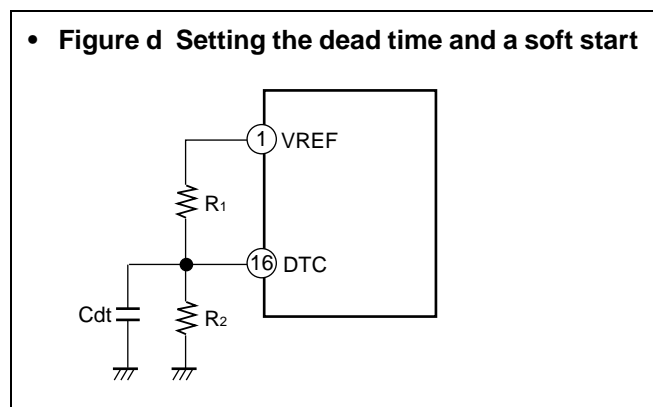 • Figure d Setting the dead time and a soft start
1 VREF
R1
16 DTC
Cdt
R2